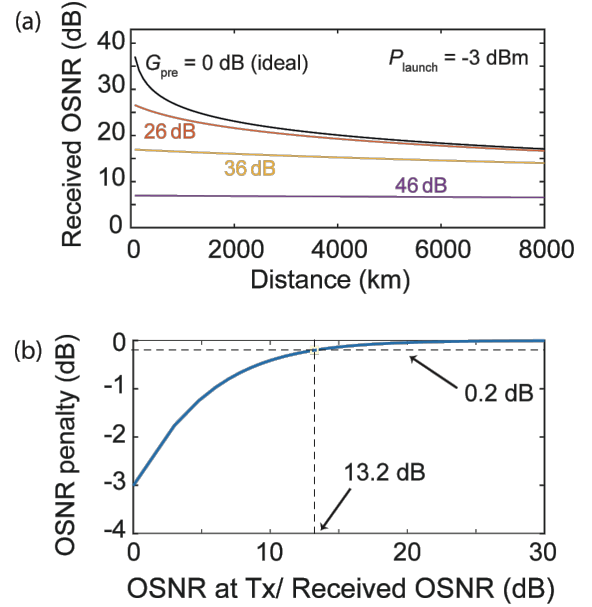 (a)
Received OSNR (dB)
40
30
20
10
0
G_pre = 0 dB (ideal)
P_launch = -3 dBm
26 dB
36 dB
46 dB
0 2000 4000 6000 8000
Distance (km)
(b)
OSNR penalty (dB)
0
-1
-2
-3
-4
0.2 dB
13.2 dB
0 10 20 30
OSNR at Tx/ Received OSNR (dB)